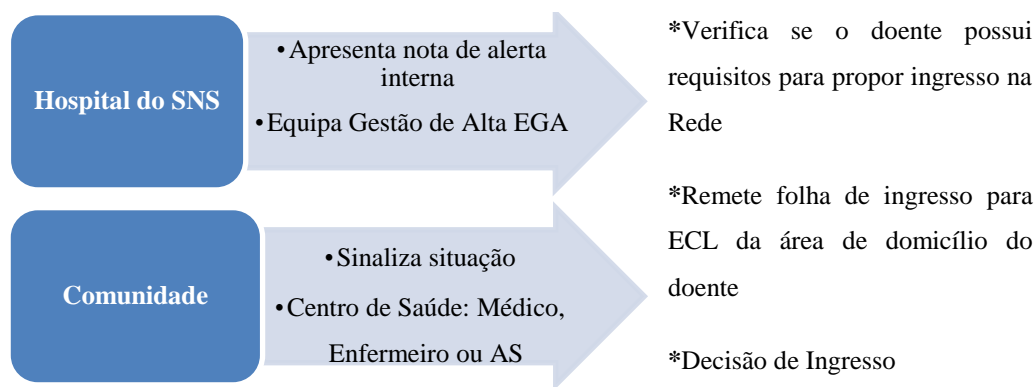 Hospital do SNS
•Apresenta nota de alerta
interna
•Equipa Gestão de Alta EGA
Comunidade
•Sinaliza situação
•Centro de Saúde: Médico,
Enfermeiro ou AS
*Verifica se o doente possui
requisitos para propor ingresso na
Rede
*Remete folha de ingresso para
ECL da área de domicílio do
doente
*Decisão de Ingresso